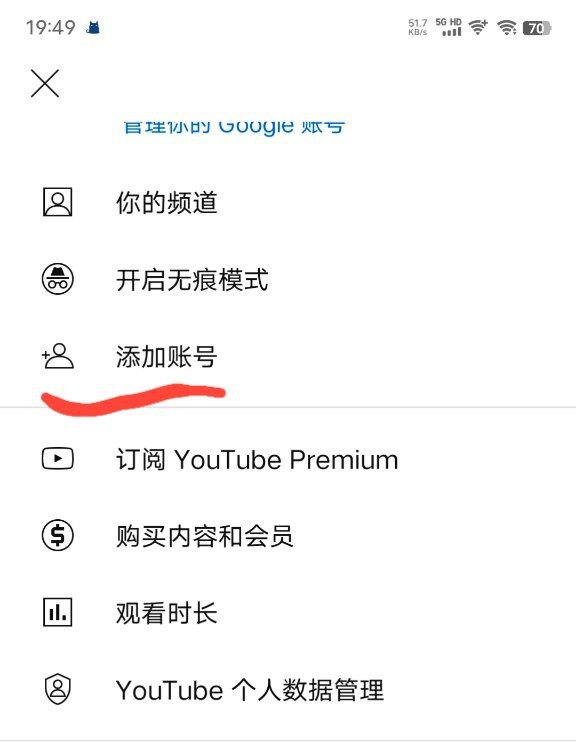 19:49
51.7 KB/s 5G HD 70
管理你的 Google 账号
你的频道
开启无痕模式
添加账号
订阅 YouTube Premium
购买内容和会员
观看时长
YouTube 个人数据管理